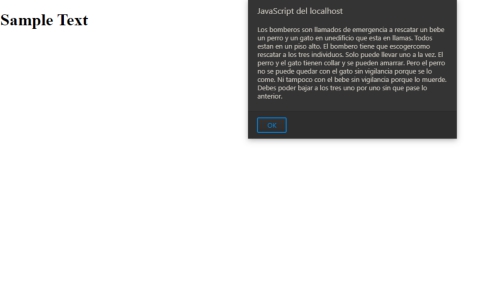 Sample Text
JavaScript del localhost
Los bomberos son llamados de emergencia a rescatar un bebe
un perro y un gato en unedificio que esta en llamas. Todos
estan en un piso alto. El bombero tiene que escogercomo
rescatar a los tres individuos. Solo puede llevar uno a la vez. El
perro y el gato tienen collar y se pueden amarrar. Pero el perro
no se puede quedar con el gato sin vigilancia porque se lo
come. Ni tampoco con el bebe sin vigilancia porque lo muerde.
Debes poder bajar a los tres uno por uno sin que pase lo
anterior.
OK